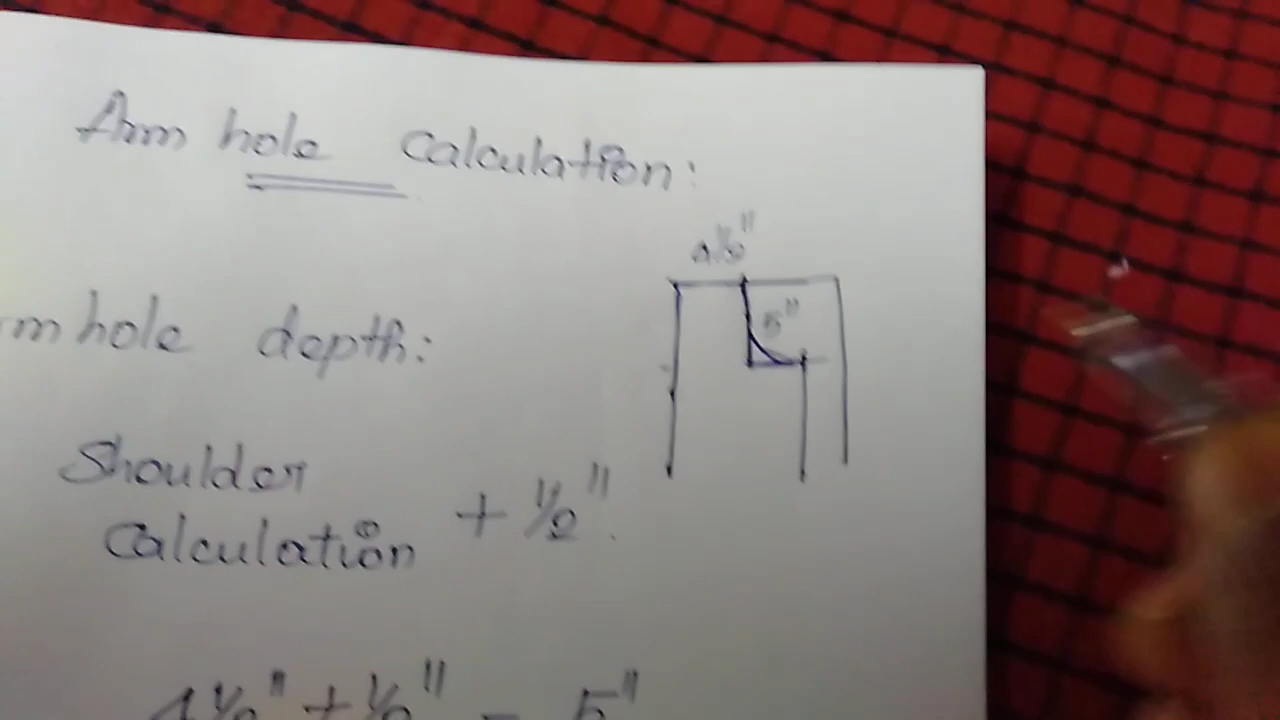 Arm hole Calculation:
4½"
5"
mhole depth:
Shoulder
Calculation + ½".
4½" + ½" = 5"